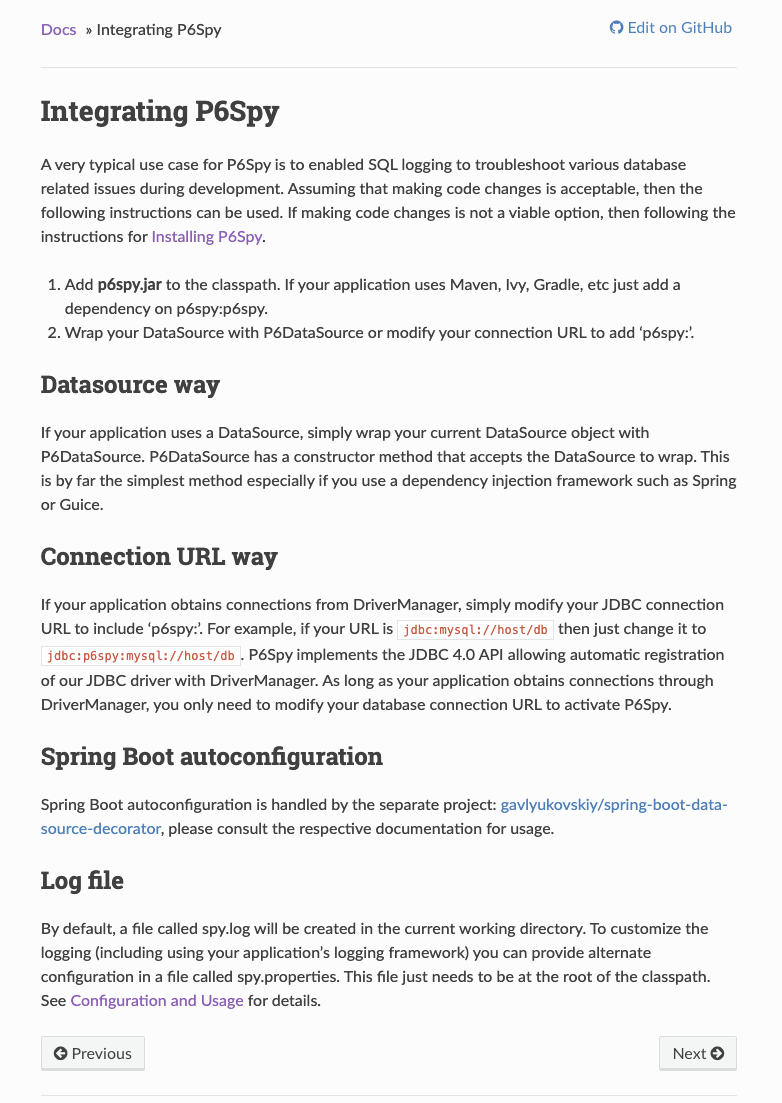 Docs » Integrating P6Spy
Edit on GitHub
Integrating P6Spy
A very typical use case for P6Spy is to enabled SQL logging to troubleshoot various database
related issues during development. Assuming that making code changes is acceptable, then the
following instructions can be used. If making code changes is not a viable option, then following the
instructions for Installing P6Spy.
1. Add p6spy.jar to the classpath. If your application uses Maven, Ivy, Gradle, etc just add a
dependency on p6spy:p6spy.
2. Wrap your DataSource with P6DataSource or modify your connection URL to add ‘p6spy:’.
Datasource way
If your application uses a DataSource, simply wrap your current DataSource object with
P6DataSource. P6DataSource has a constructor method that accepts the DataSource to wrap. This
is by far the simplest method especially if you use a dependency injection framework such as Spring
or Guice.
Connection URL way
If your application obtains connections from DriverManager, simply modify your JDBC connection
URL to include ‘p6spy:’. For example, if your URL is jdbc:mysql://host/db then just change it to
jdbc:p6spy:mysql://host/db. P6Spy implements the JDBC 4.0 API allowing automatic registration
of our JDBC driver with DriverManager. As long as your application obtains connections through
DriverManager, you only need to modify your database connection URL to activate P6Spy.
Spring Boot autoconfiguration
Spring Boot autoconfiguration is handled by the separate project: gavlyukovskiy/spring-boot-data-
source-decorator, please consult the respective documentation for usage.
Log file
By default, a file called spy.log will be created in the current working directory. To customize the
logging (including using your application’s logging framework) you can provide alternate
configuration in a file called spy.properties. This file just needs to be at the root of the classpath.
See Configuration and Usage for details.
Previous
Next